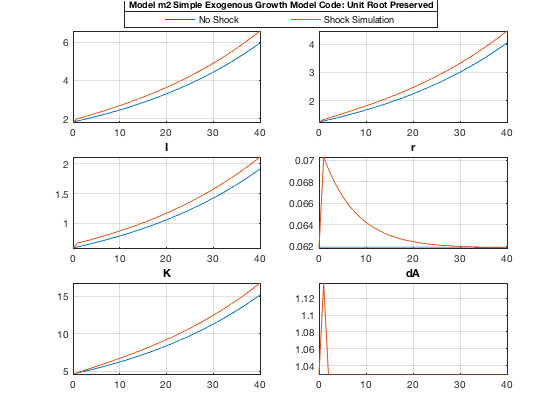 Model m2 Simple Exogenous Growth Model Code: Unit Root Preserved
No Shock Shock Simulation
6
4
2
0 10 20 30 40
4
3
2
0 10 20 30 40
I
2
1.5
1
0 10 20 30 40
r
0.07
0.068
0.066
0.064
0.062
0 10 20 30 40
K
15
10
5
0 10 20 30 40
dA
1.12
1.1
1.08
1.06
1.04
0 10 20 30 40